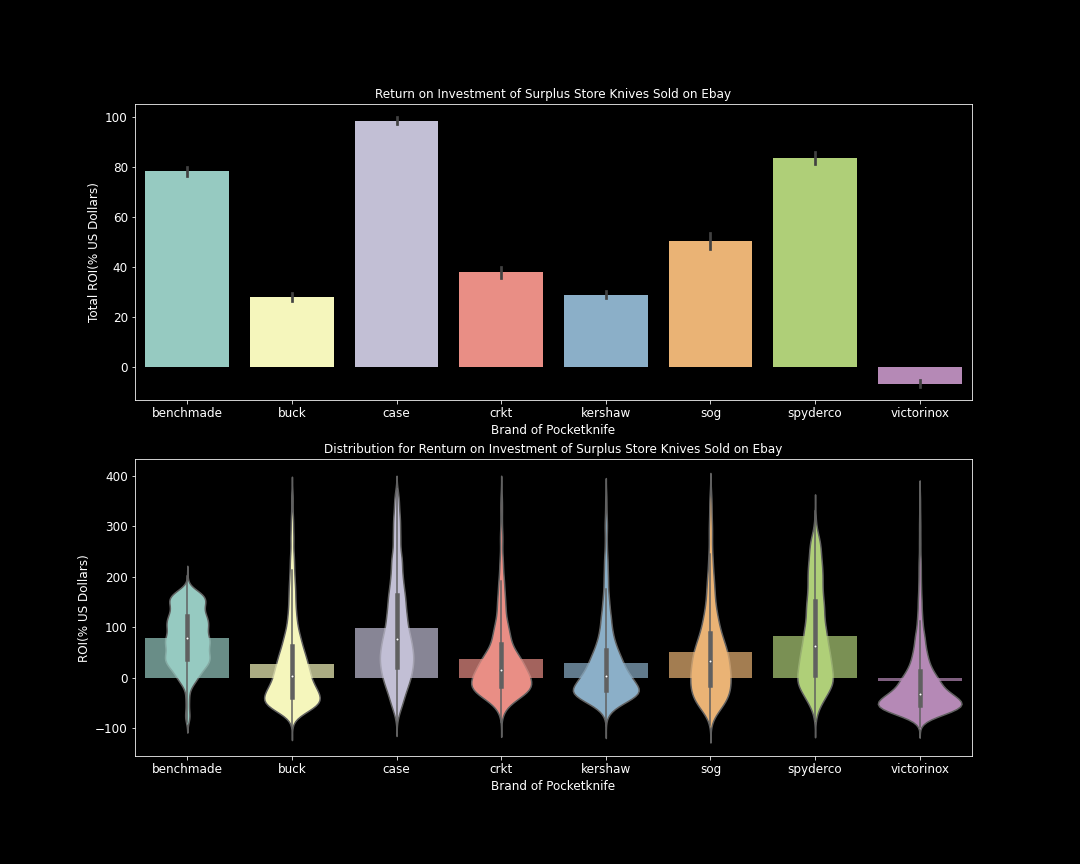 Return on Investment of Surplus Store Knives Sold on Ebay
100
80
60
40
20
0
Total ROI(% US Dollars)
benchmade buck case crkt kershaw sog spyderco victorinox
Brand of Pocketknife
Distribution for Renturn on Investment of Surplus Store Knives Sold on Ebay
400
300
200
100
0
−100
ROI(% US Dollars)
benchmade buck case crkt kershaw sog spyderco victorinox
Brand of Pocketknife